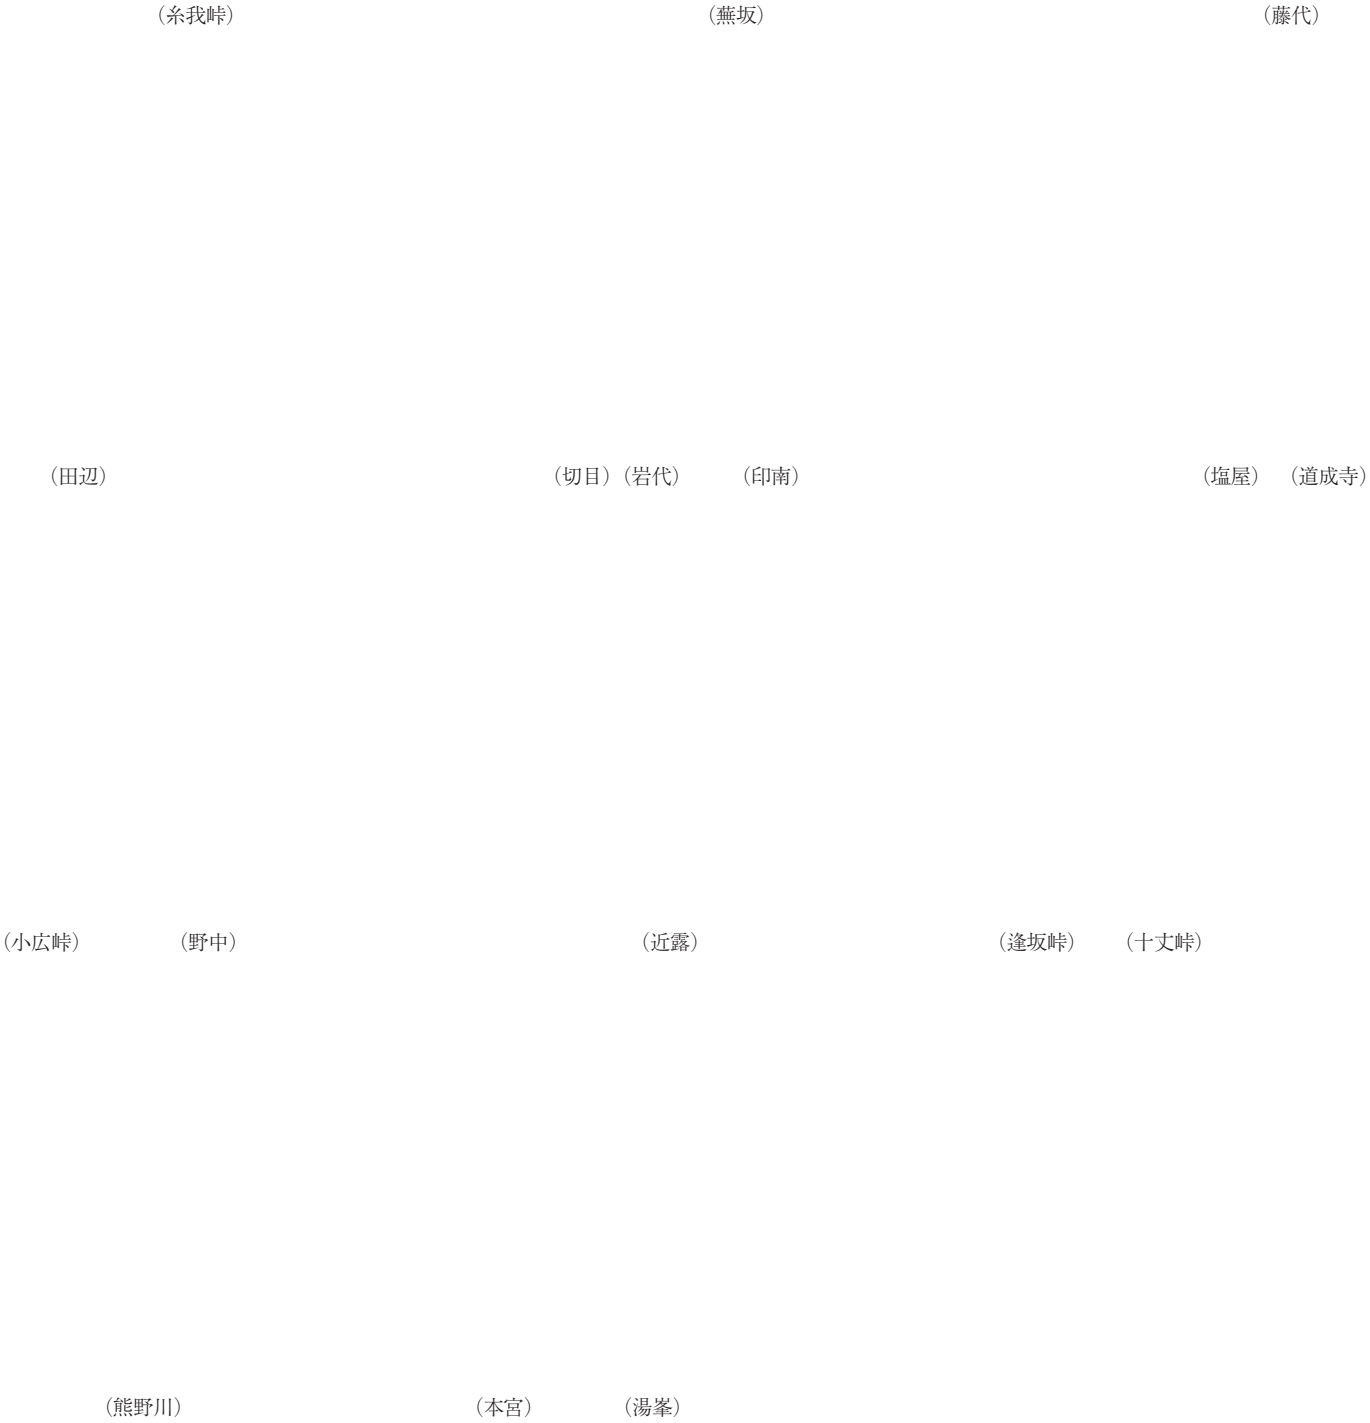 （糸我峠） （蕪坂） （藤代）
（田辺） （切目）（岩代） （印南） （塩屋） （道成寺）
（小広峠） （野中） （近露） （逢坂峠） （十丈峠）
（熊野川） （本宮） （湯峯）